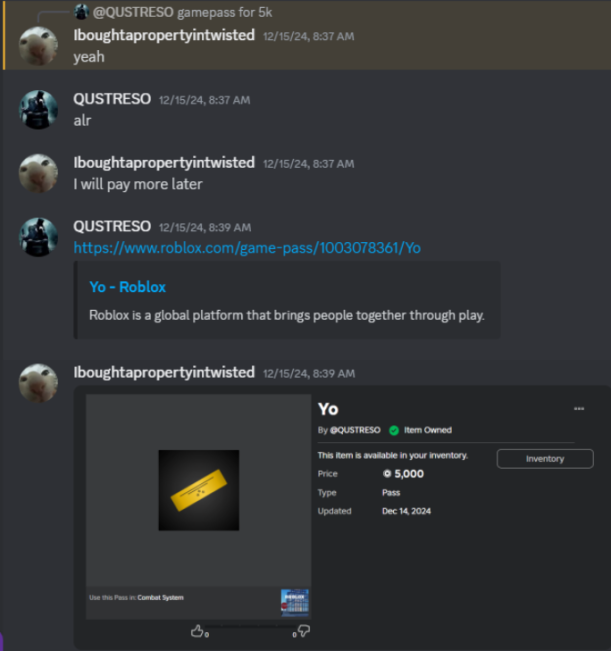 @QUSTRESO gamepass for 5k
Iboughtapropertyintwisted 12/15/24, 8:37 AM
yeah
QUSTRESO 12/15/24, 8:37 AM
alr
Iboughtapropertyintwisted 12/15/24, 8:37 AM
I will pay more later
QUSTRESO 12/15/24, 8:39 AM
https://www.roblox.com/game-pass/1003078361/Yo
Yo - Roblox
Roblox is a global platform that brings people together through play.
Iboughtapropertyintwisted 12/15/24, 8:39 AM
Yo
By @QUSTRESO Item Owned
This item is available in your inventory.
Inventory
Price 5,000
Type Pass
Updated Dec 14, 2024
Use this Pass in: Combat System
0 0